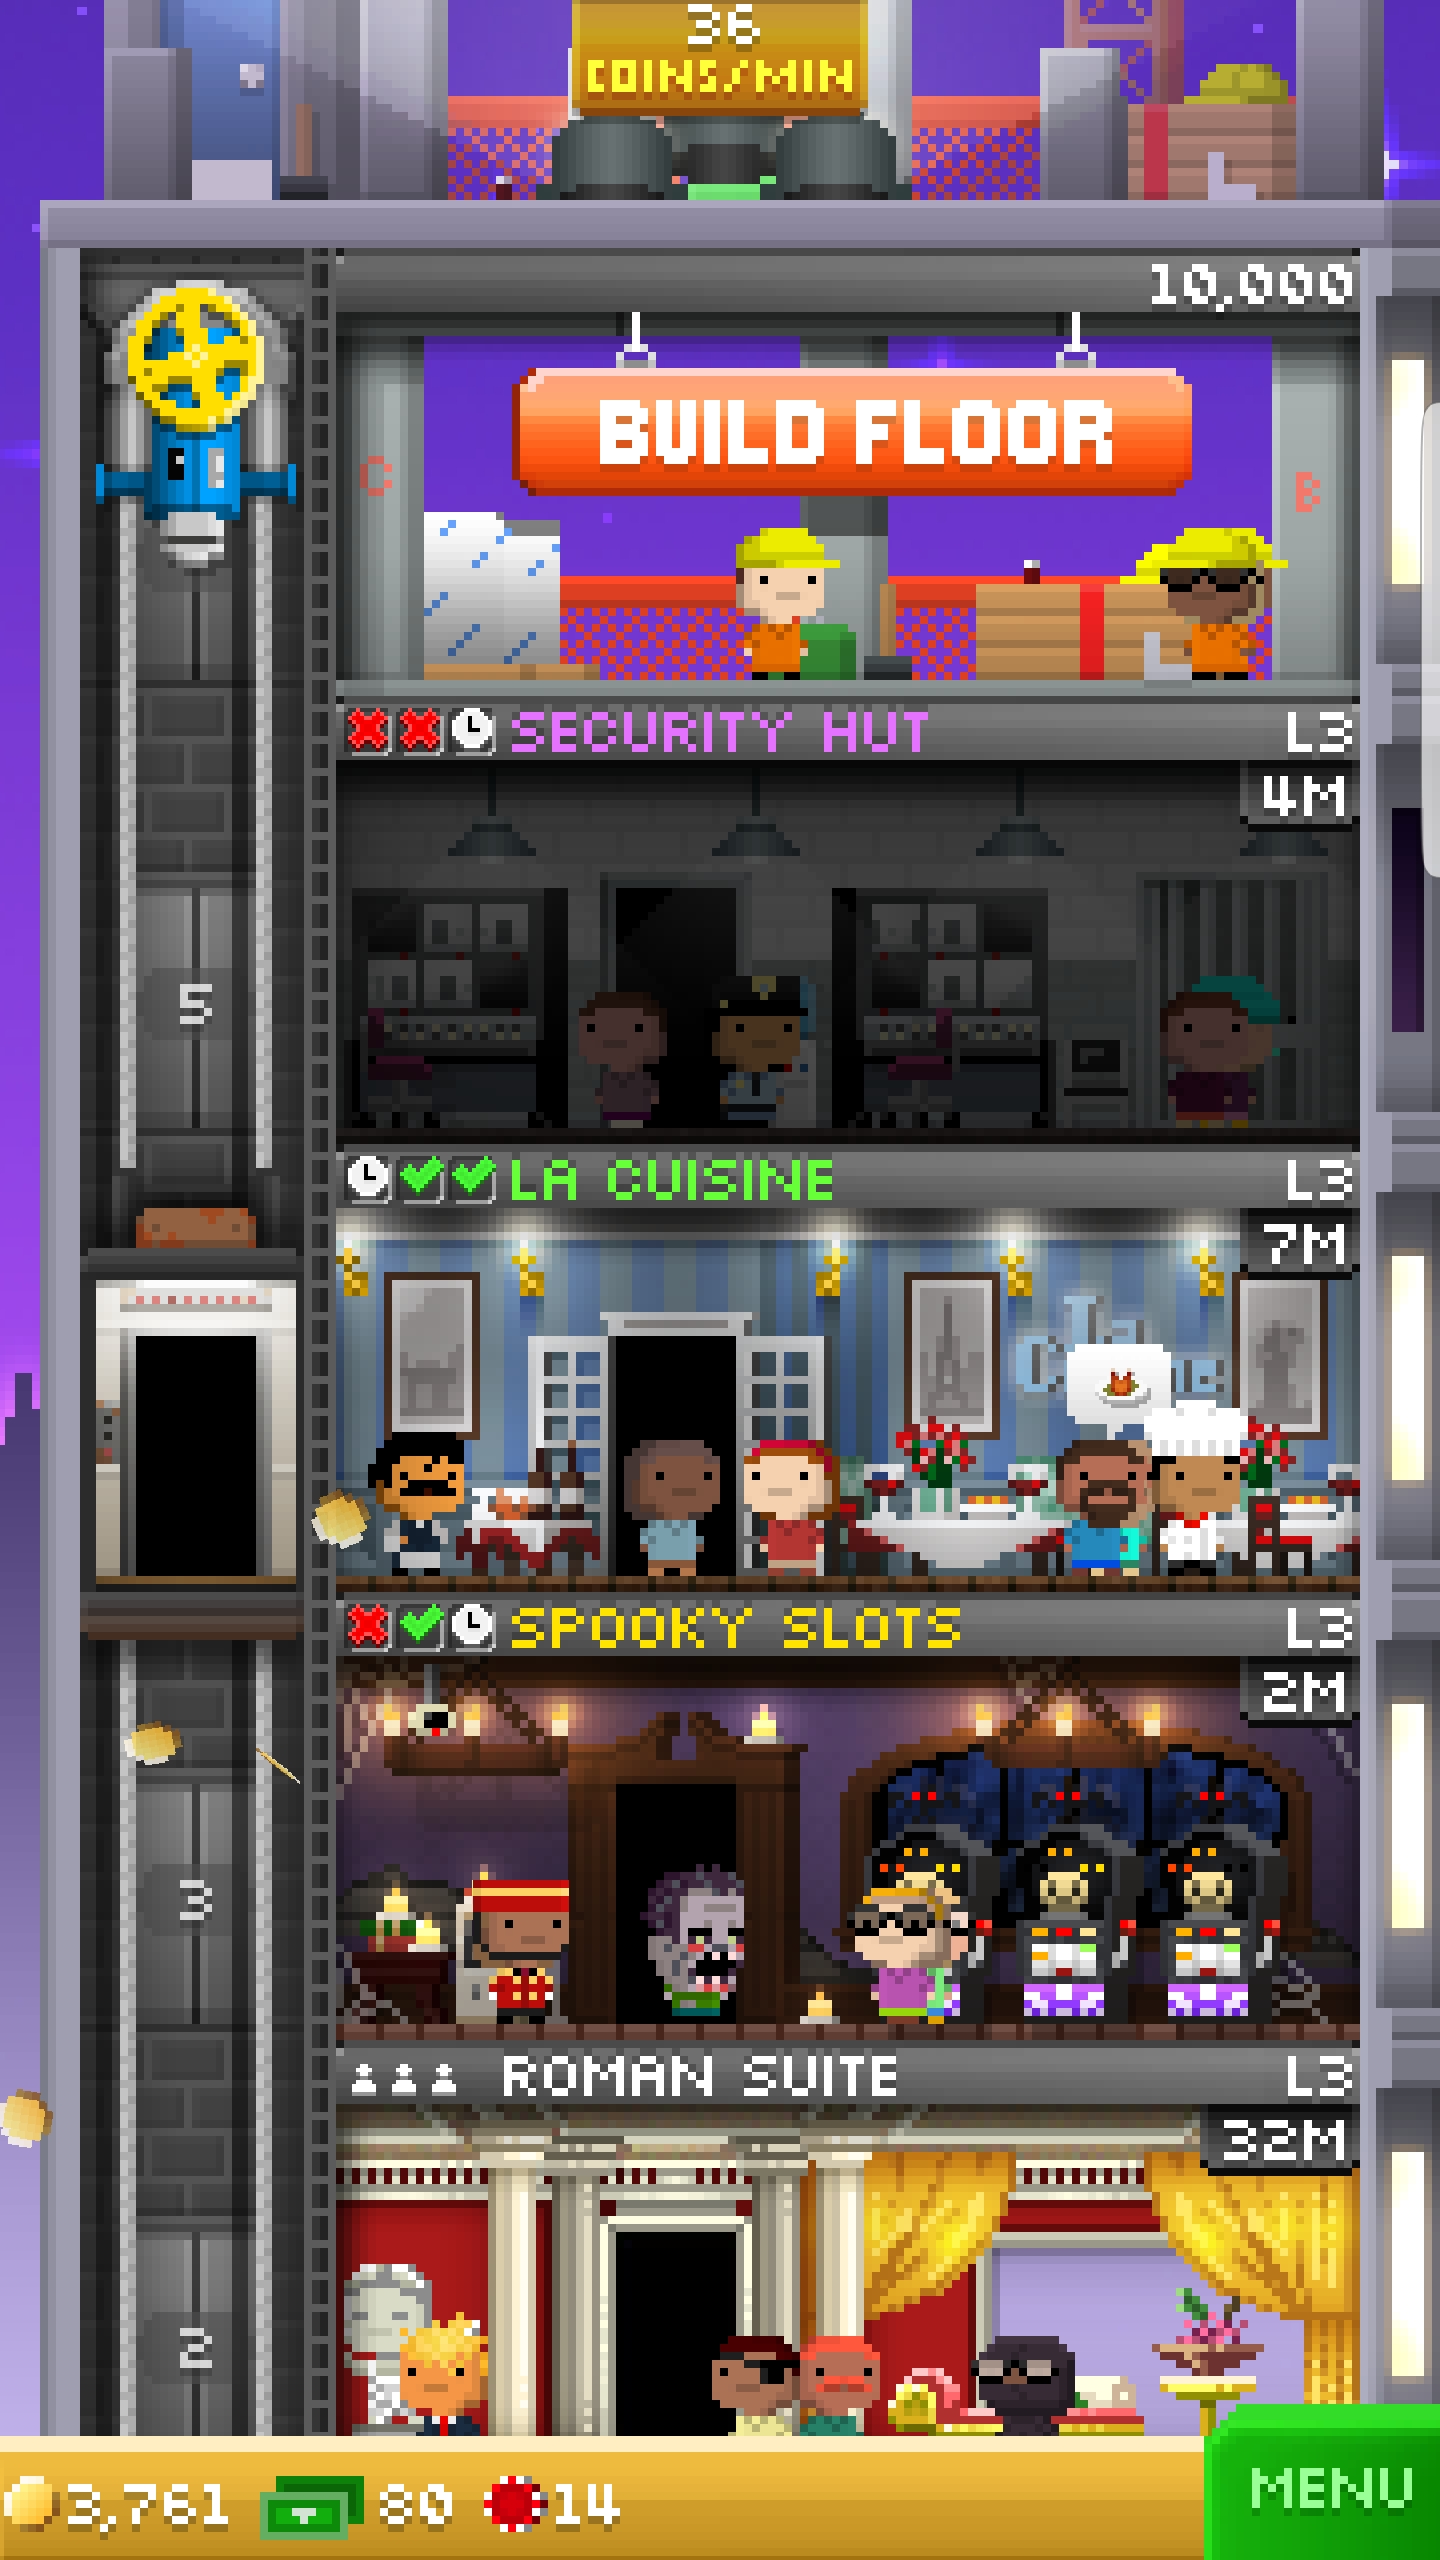 36
COINS/MIN
10,000
BUILD FLOOR
C
B
SECURITY HUT L3
4M
5
LA CUISINE L3
7M
SPOOKY SLOTS L3
2M
3
ROMAN SUITE L3
32M
2
3,761 80 14
MENU